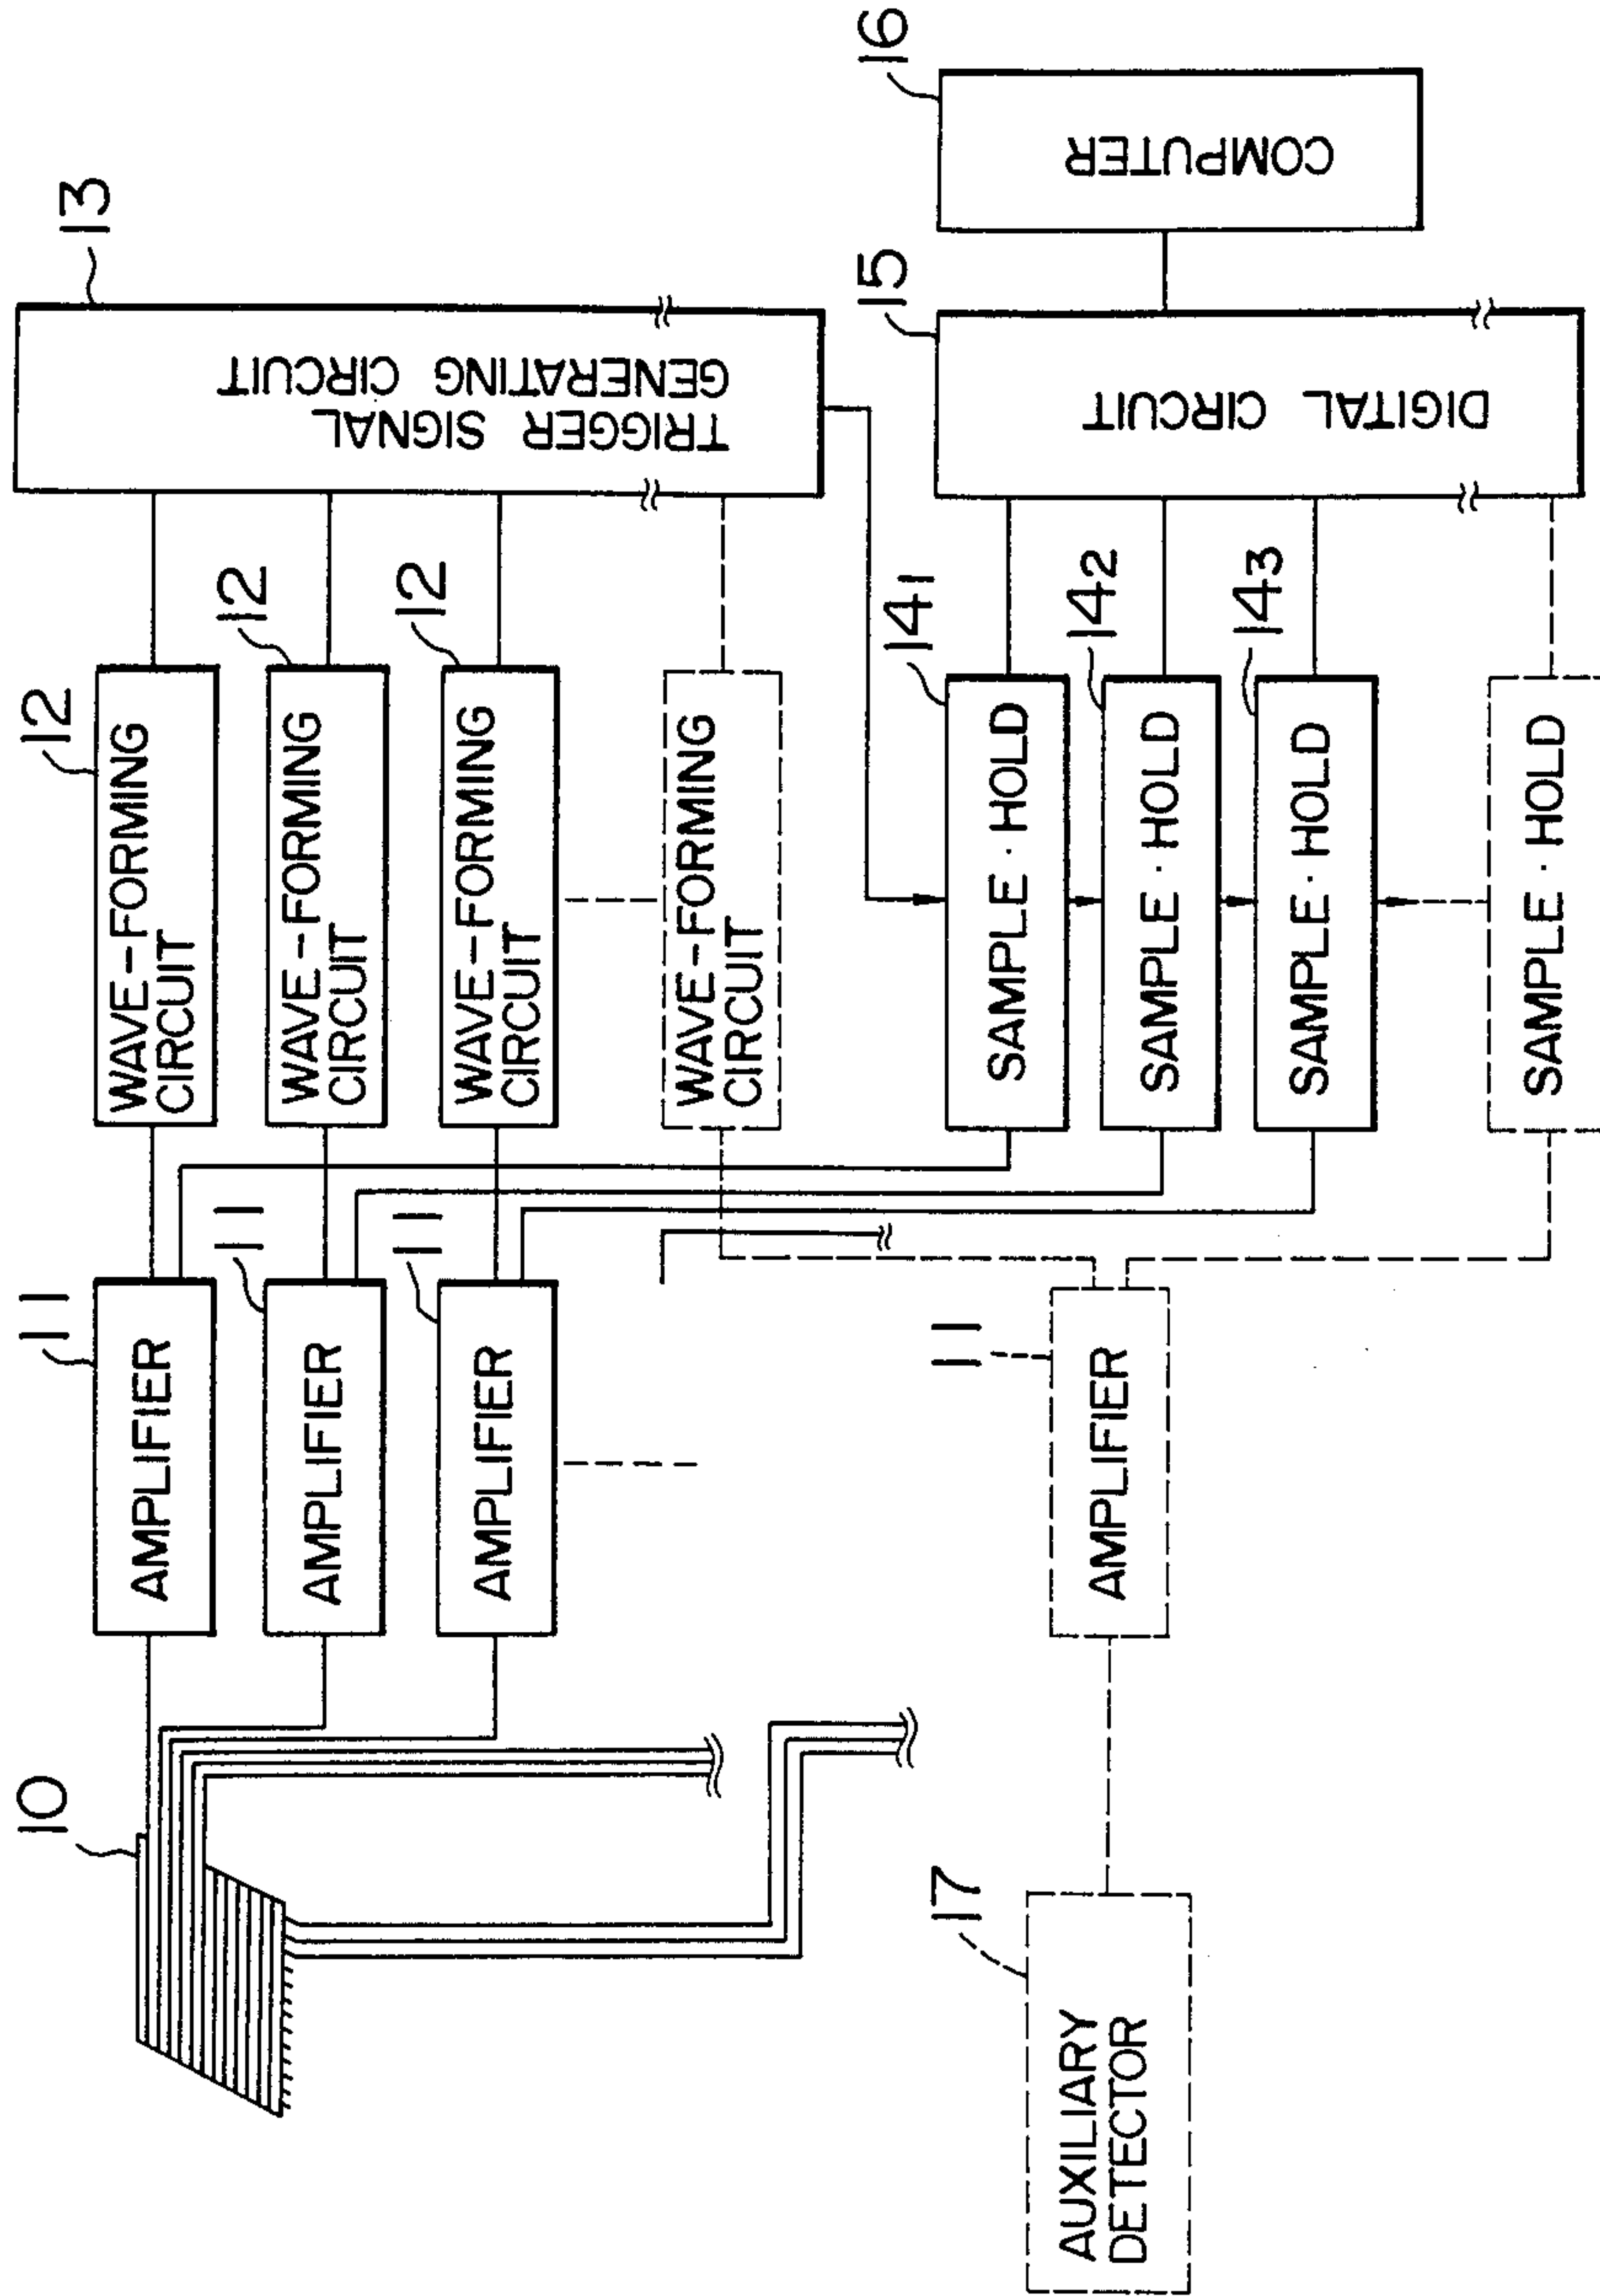 10
11
AMPLIFIER
12
WAVE-FORMING
CIRCUIT
13
TRIGGER SIGNAL
GENERATING CIRCUIT
11
AMPLIFIER
12
WAVE-FORMING
CIRCUIT
11
AMPLIFIER
12
WAVE-FORMING
CIRCUIT
WAVE-FORMING
CIRCUIT
14₁
SAMPLE·HOLD
15
DIGITAL CIRCUIT
16
COMPUTER
14₂
SAMPLE·HOLD
14₃
SAMPLE·HOLD
17
AUXILIARY
DETECTOR
11
AMPLIFIER
SAMPLE·HOLD